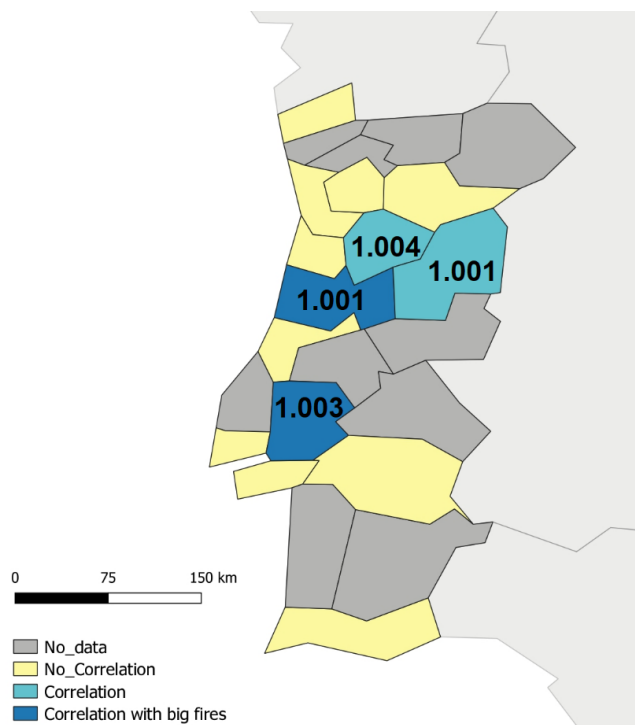 1.004
1.001
1.001
1.003
0 75 150 km
No_data
No_Correlation
Correlation
Correlation with big fires